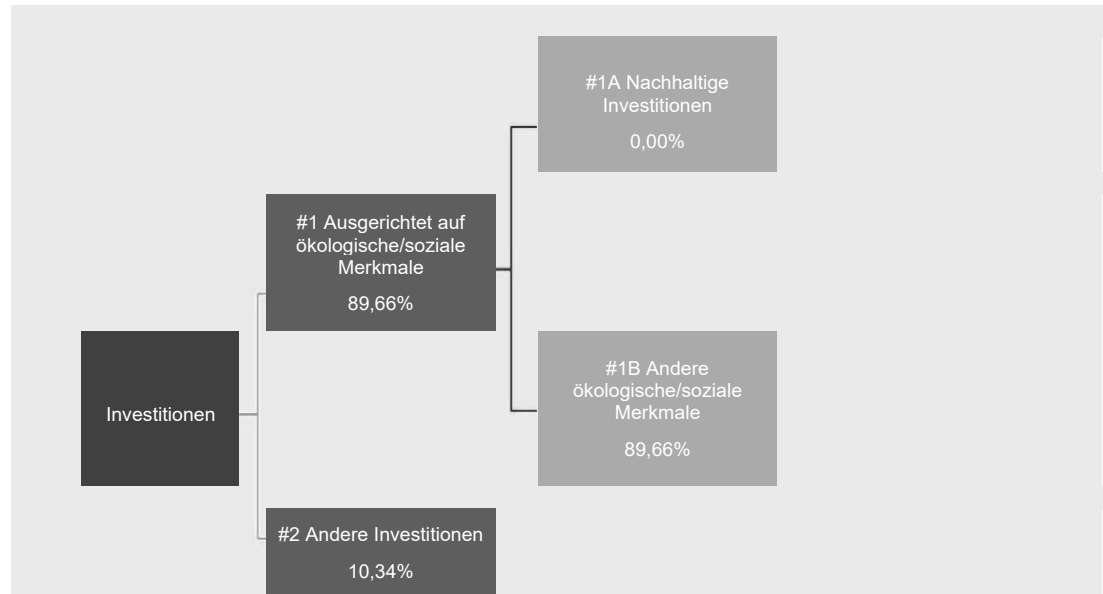 #1A Nachhaltige
Investitionen
0,00%
#1 Ausgerichtet auf
ökologische/soziale
Merkmale
89,66%
Investitionen
#1B Andere
ökologische/soziale
Merkmale
89,66%
#2 Andere Investitionen
10,34%